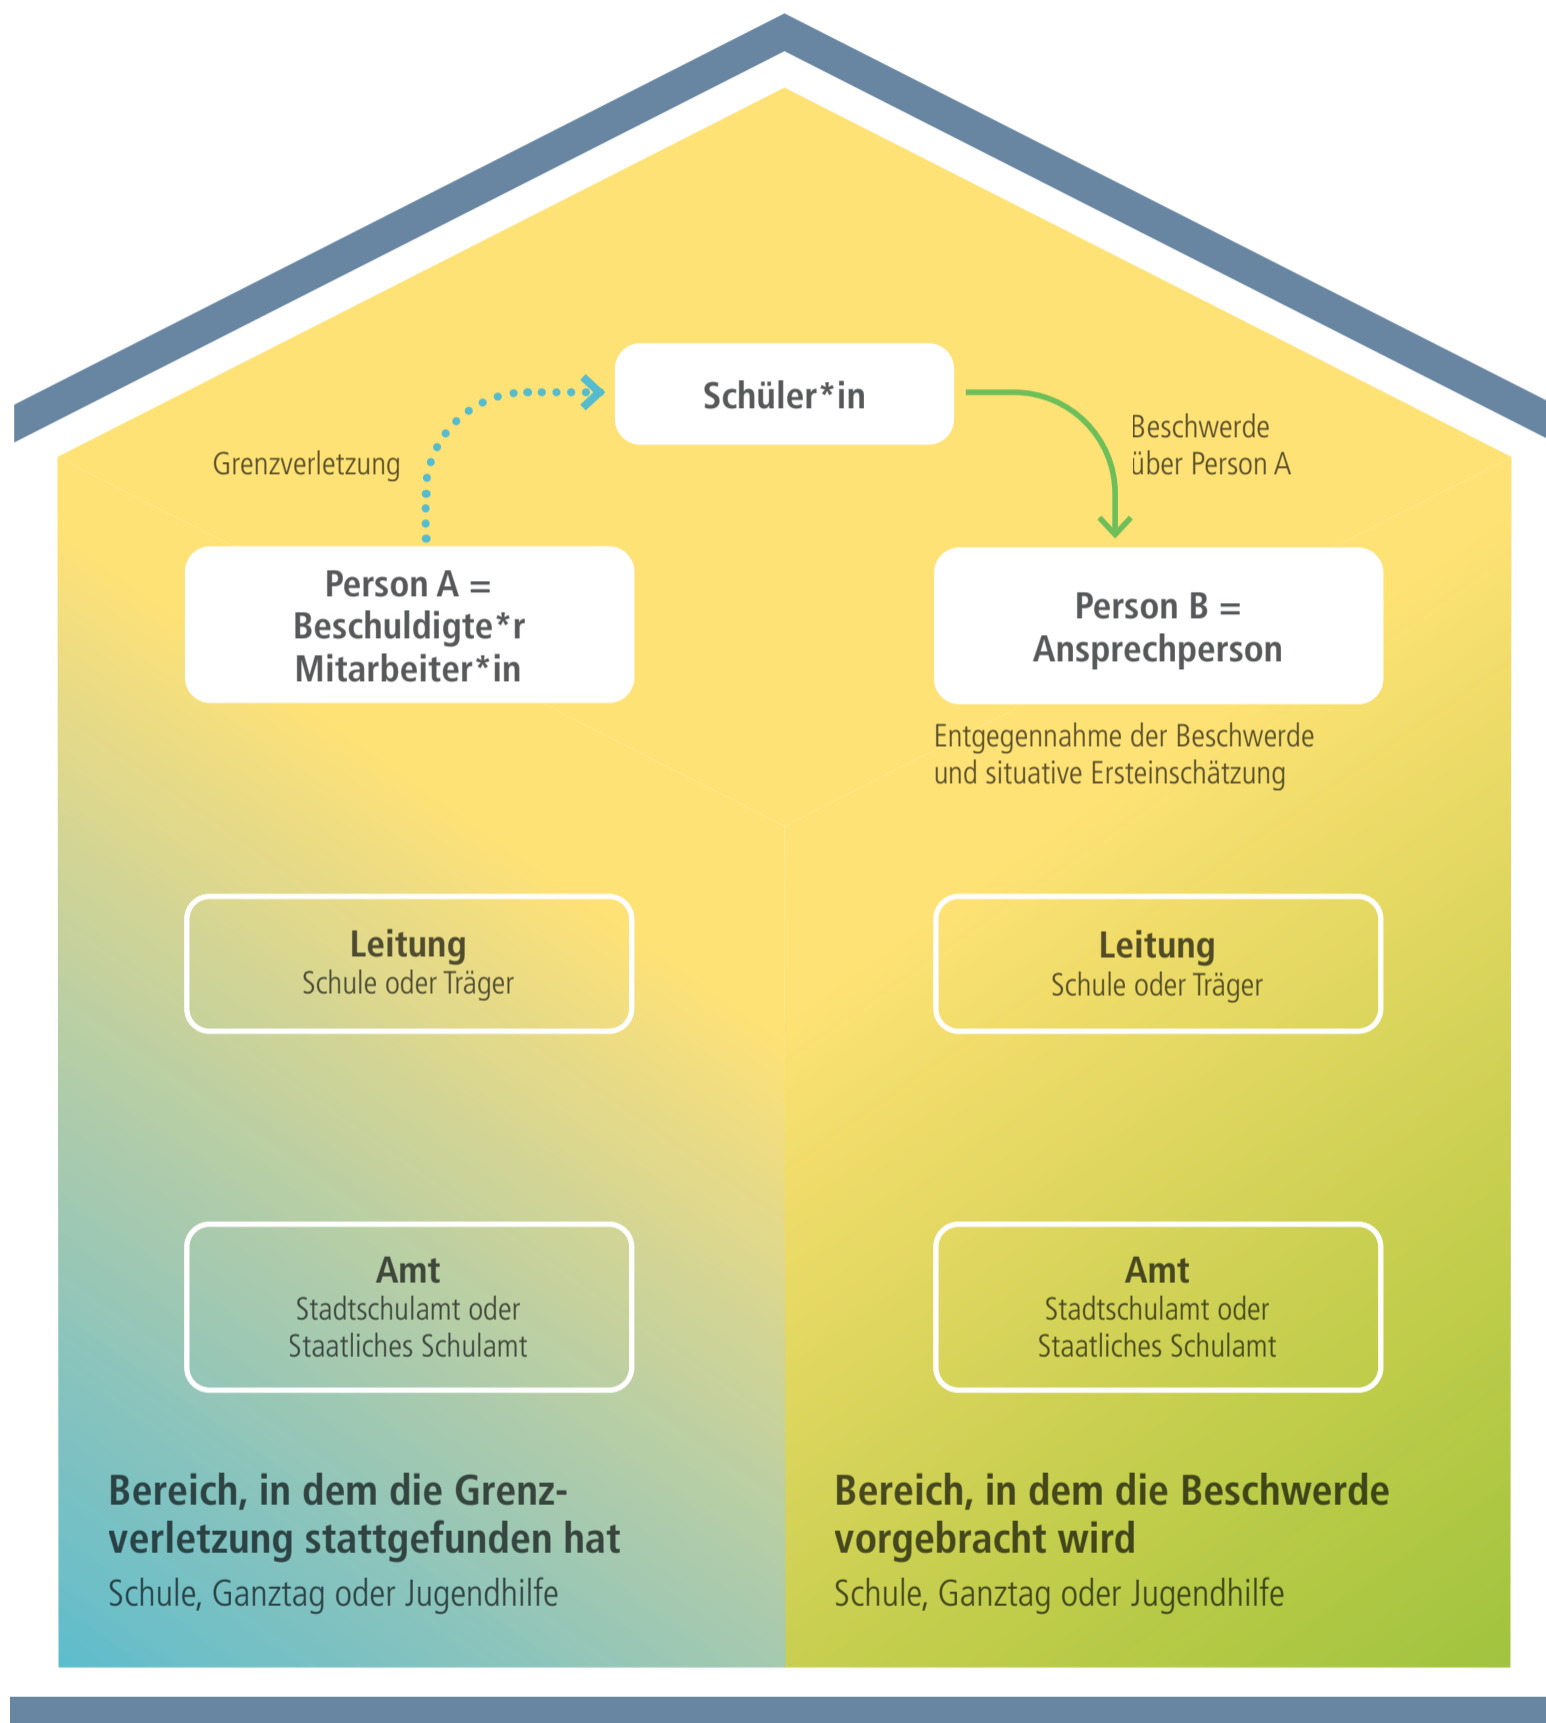 Schüler*in
Beschwerde
über Person A
Grenzverletzung
Person A =
Beschuldigte*r
Mitarbeiter*in
Person B =
Ansprechperson
Entgegennahme der Beschwerde
und situative Ersteinschätzung
Leitung
Schule oder Träger
Leitung
Schule oder Träger
Amt
Stadtschulamt oder
Staatliches Schulamt
Amt
Stadtschulamt oder
Staatliches Schulamt
Bereich, in dem die Grenz-
verletzung stattgefunden hat
Schule, Ganztag oder Jugendhilfe
Bereich, in dem die Beschwerde
vorgebracht wird
Schule, Ganztag oder Jugendhilfe